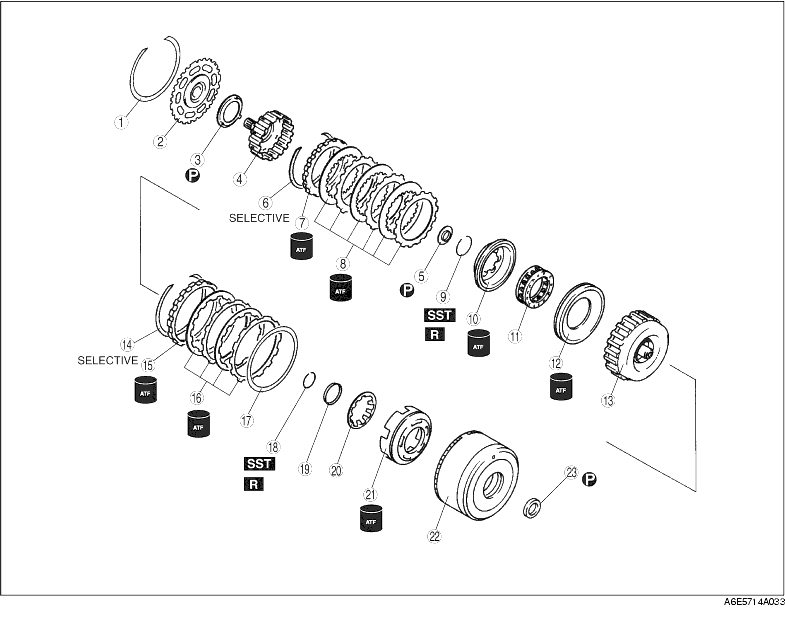 1
2
3
P
4
6
SELECTIVE
7
ATF
8
ATF
5
P
9
SST
R
10
ATF
11
12
ATF
13
14
SELECTIVE
15
ATF
16
ATF
17
18
SST
R
19
20
21
ATF
22
23
P
A6E5714A033